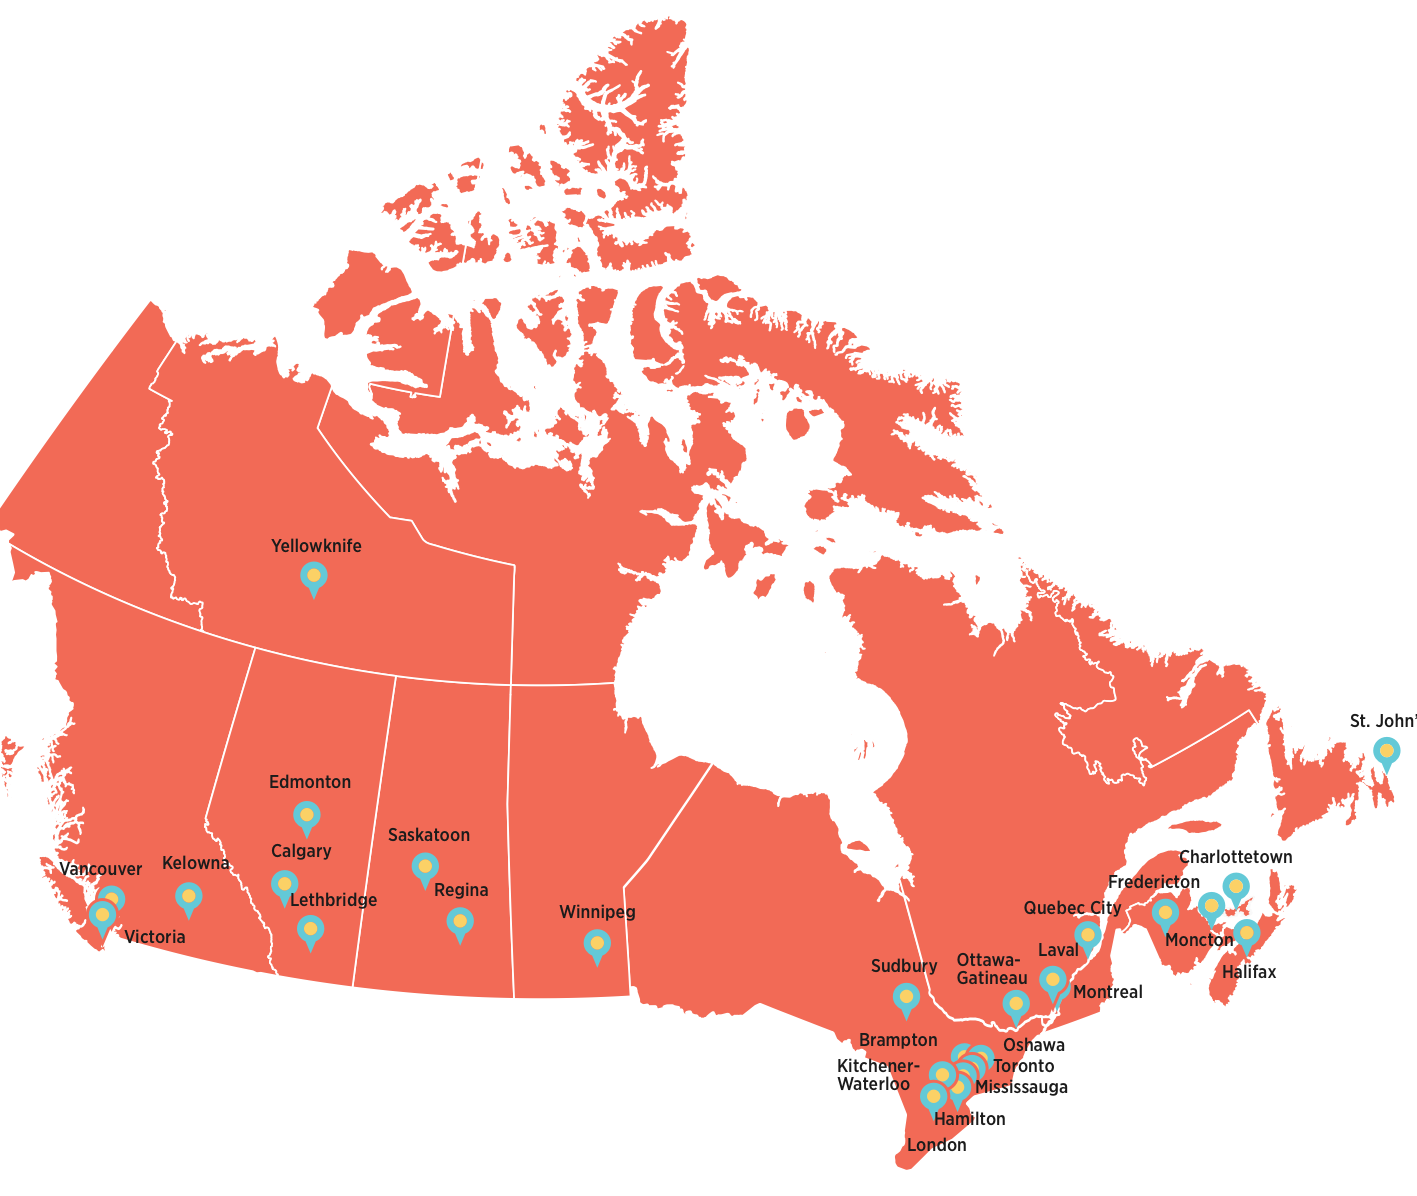 Yellowknife
St. John'
Edmonton
Saskatoon
Calgary
Charlottetown
Vancouver
Kelowna
Fredericton
Regina
Lethbridge
Quebec City
Winnipeg
Victoria
Moncton
Laval
Ottawa-
Gatineau
Sudbury
Halifax
Montreal
Brampton
Oshawa
Kitchener-
Waterloo
Toronto
Mississauga
Hamilton
London